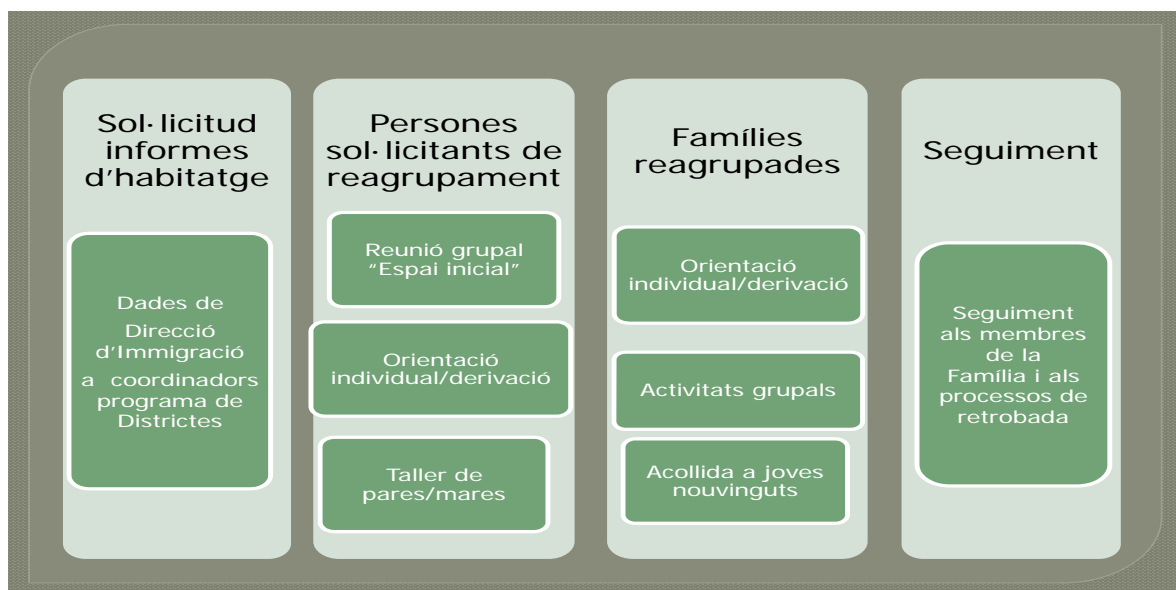 Sol·licitud
informes
d'habitatge
Dades de
Direcció
d'Immigració
a coordinadors
programa de
Districtes
Persones
sol·licitants de
reagrupament
Reunió grupal
"Espai inicial"
Orientació
individual/derivació
Taller de
pares/mares
Famílies
reagrupades
Orientació
individual/derivació
Activitats grupals
Acollida a joves
nouvinguts
Seguiment
Seguiment
als membres
de la
Família i als
processos de
retrobada